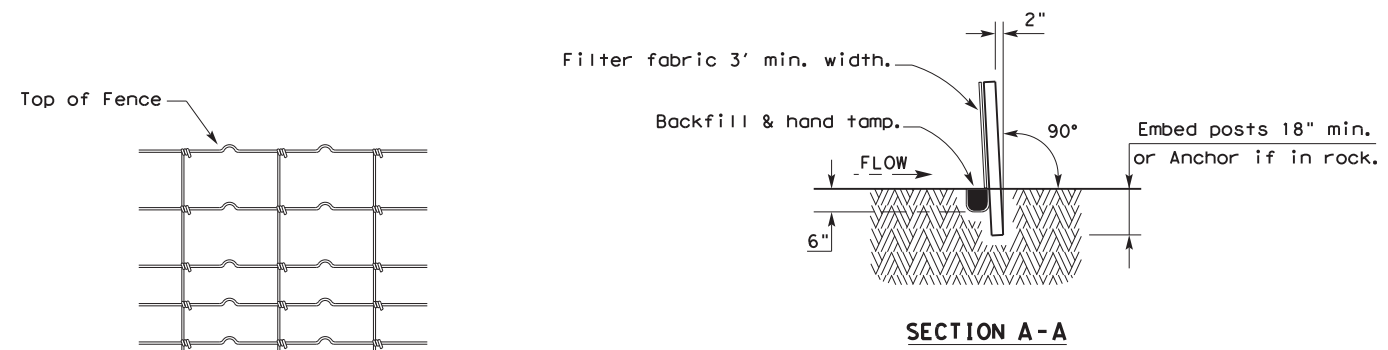 Top of Fence
2"
Filter fabric 3' min. width.
Backfill & hand tamp.
FLOW
90°
Embed posts 18" min.
or Anchor if in rock.
6"
SECTION A-A